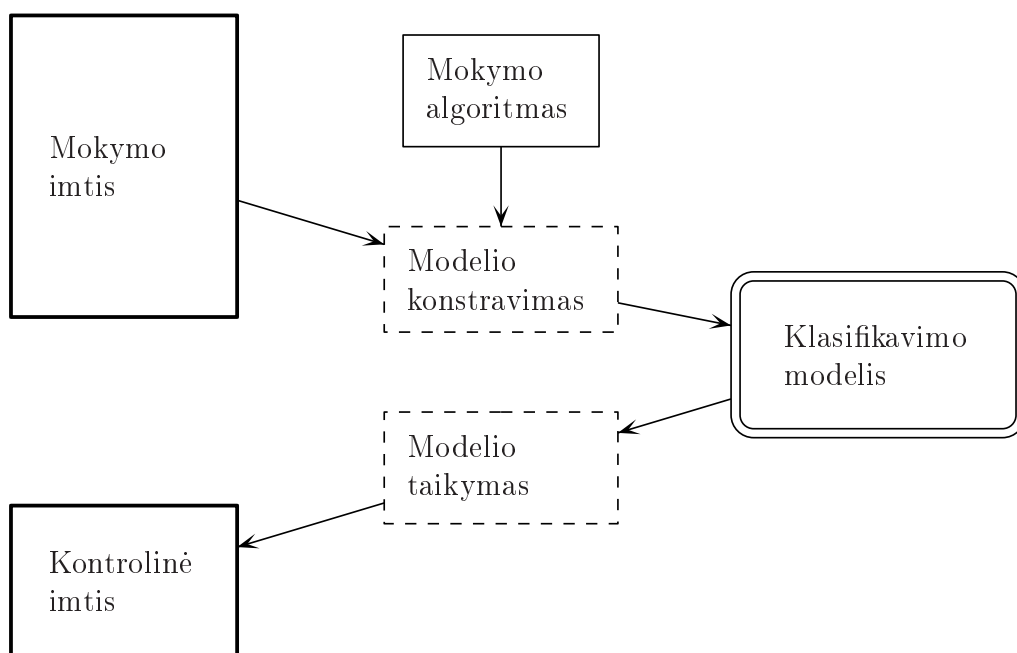 Mokymo
algoritmas
Mokymo
imtis
Modelio
konstravimas
Klasifikavimo
modelis
Modelio
taikymas
Kontrolinė
imtis